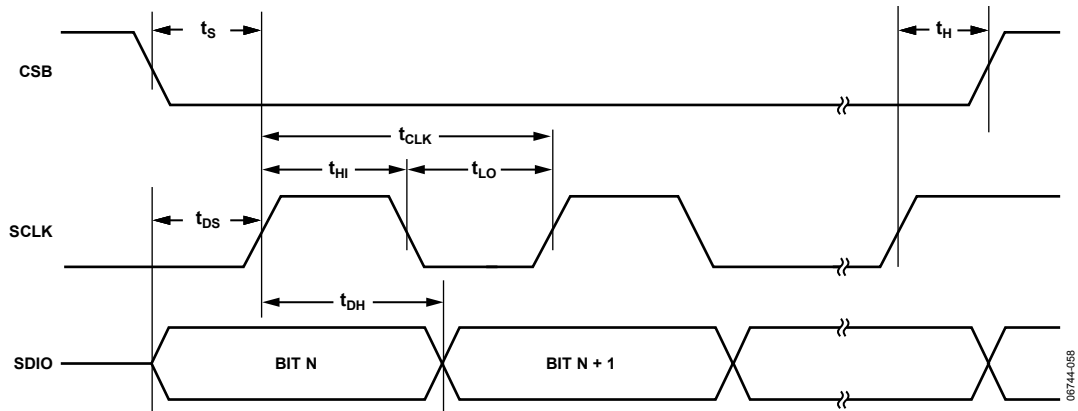 tS
tH
CSB
tCLK
tHI
tLO
tDS
SCLK
tDH
SDIO
BIT N
BIT N + 1
06744-058